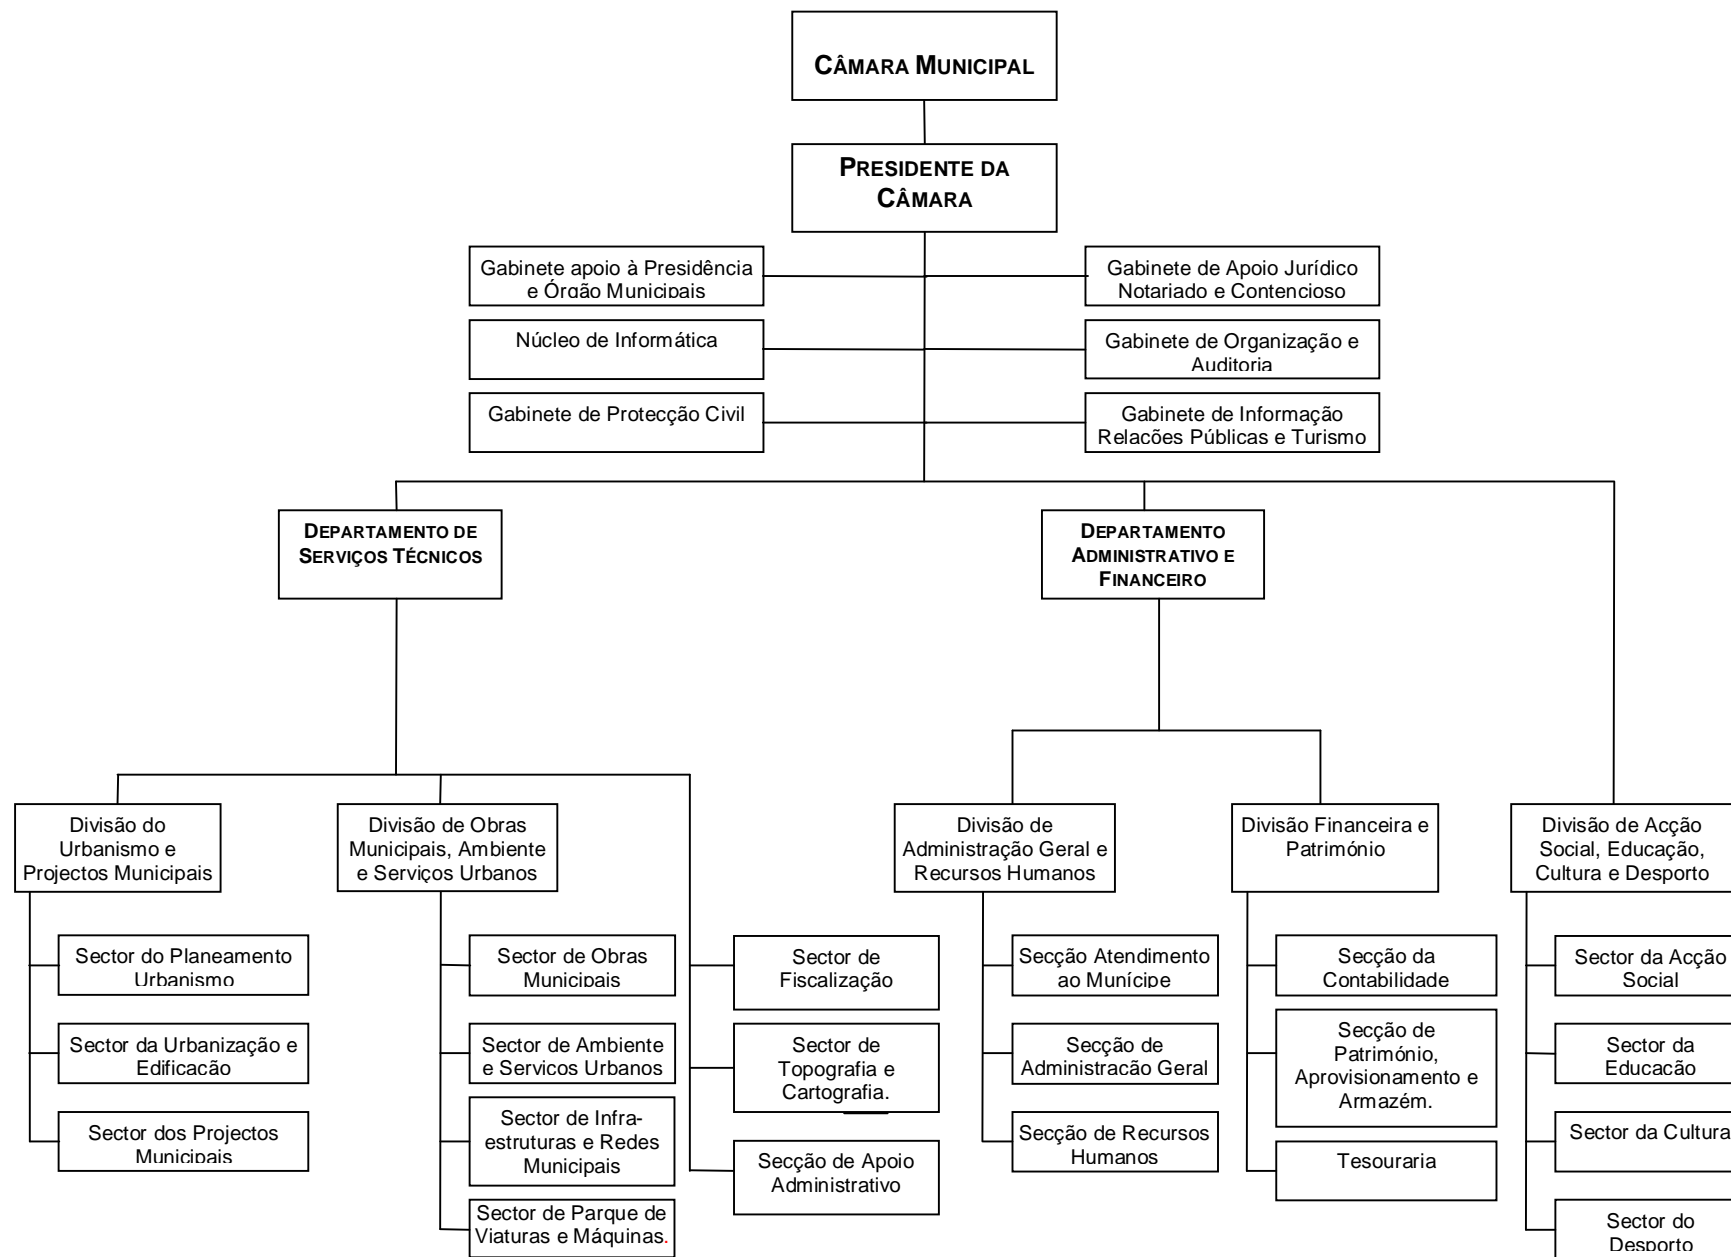 CÂMARA MUNICIPAL
PRESIDENTE DA
CÂMARA
Gabinete apoio à Presidência
e Órgão Municipais
Gabinete de Apoio Jurídico
Notariado e Contencioso
Núcleo de Informática
Gabinete de Organização e
Auditoria
Gabinete de Protecção Civil
Gabinete de Informação
Relações Públicas e Turismo
DEPARTAMENTO DE
SERVIÇOS TÉCNICOS
DEPARTAMENTO
ADMINISTRATIVO E
FINANCEIRO
Divisão do
Urbanismo e
Projectos Municipais
Divisão de Obras
Municipais, Ambiente
e Serviços Urbanos
Divisão de
Administração Geral e
Recursos Humanos
Divisão Financeira e
Património
Divisão de Acção
Social, Educação,
Cultura e Desporto
Sector do Planeamento
Urbanismo
Sector da Urbanização e
Edificação
Sector dos Projectos
Municipais
Sector de Obras
Municipais
Sector de Ambiente
e Serviços Urbanos
Sector de Infra-
estruturas e Redes
Municipais
Sector de Parque de
Viaturas e Máquinas.
Sector de
Fiscalização
Sector de
Topografia e
Cartografia.
Secção de Apoio
Administrativo
Secção Atendimento
ao Munícipe
Secção de
Administração Geral
Secção de Recursos
Humanos
Secção da
Contabilidade
Secção de
Património,
Aprovisionamento e
Armazém.
Tesouraria
Sector da Acção
Social
Sector da
Educação
Sector da Cultura
Sector do
Desporto